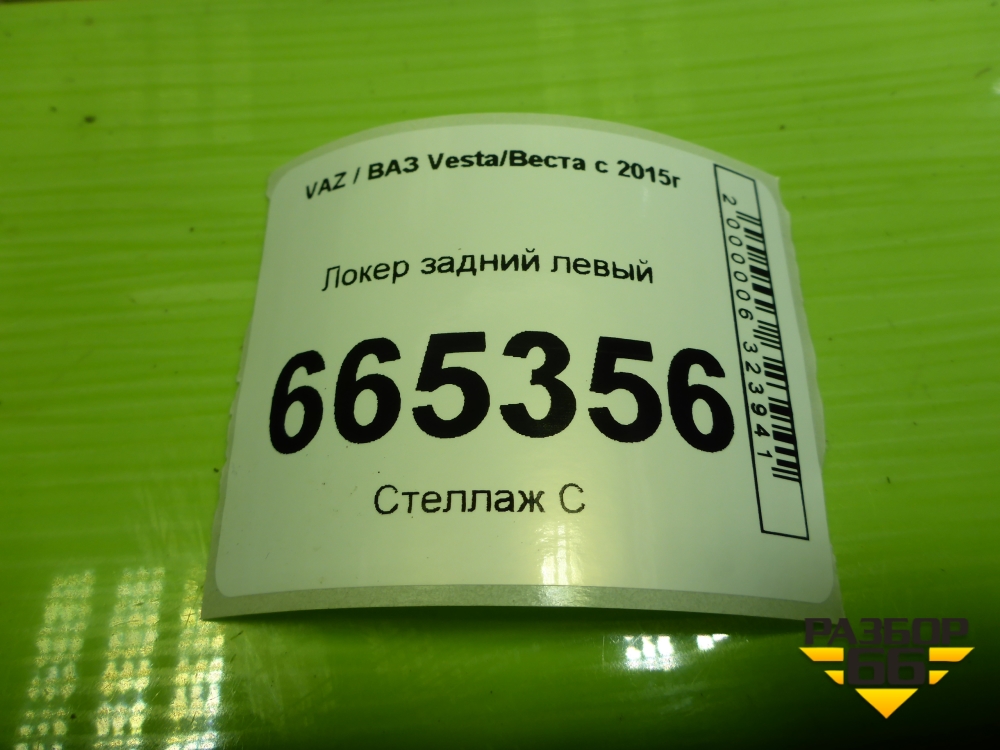 VAZ / ВАЗ Vesta/Веста с 2015г
Локер задний левый
665356
Стеллаж С
2000006323941
РАЗБОР
66